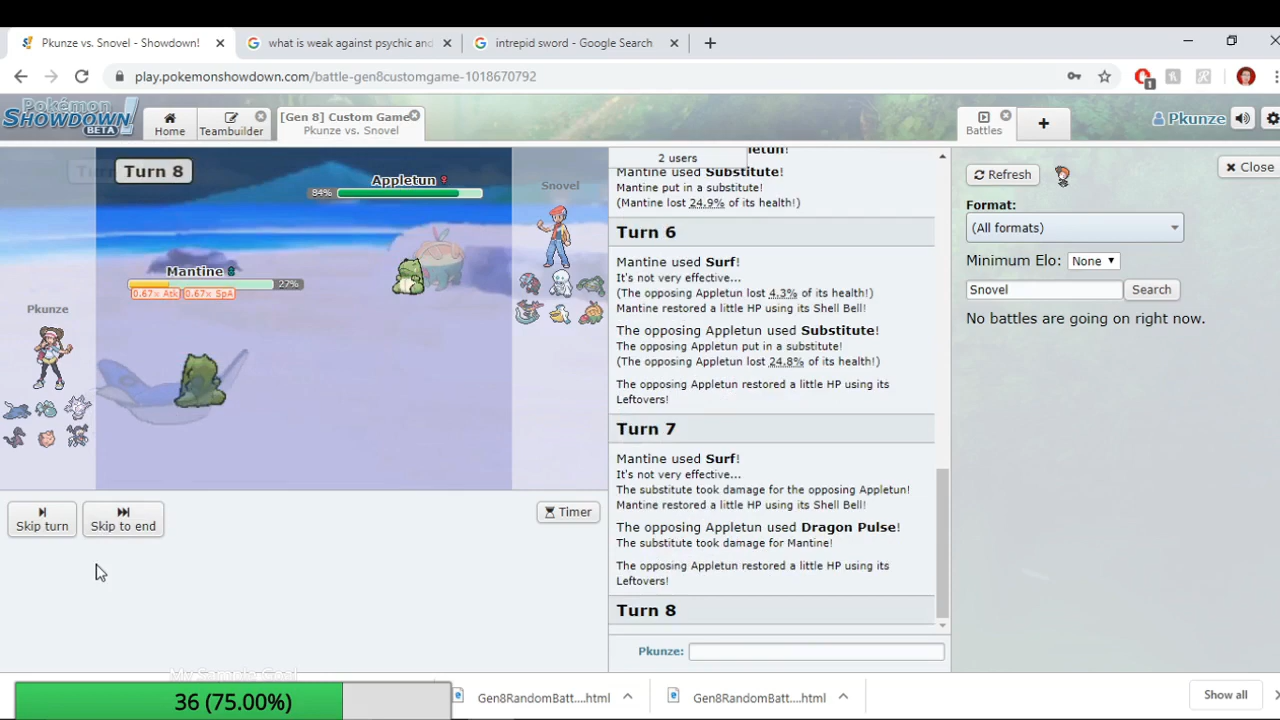 Pkunze vs. Snovel - Showdown!
what is weak against psychic and
intrepid sword - Google Search
play.pokemonshowdown.com/battle-gen8customgame-1018670792
1
Pokémon
SHOWDOWN
BETA
Home
Teambuilder
[Gen 8] Custom Game
Pkunze vs. Snovel
Battles
Pkunze
Turn 8
Appletun
84%
Snovel
Mantine
27%
0.67× Atk 0.67× SpA
Pkunze
2 users
Mantine used Substitute!
Mantine put in a substitute!
(Mantine lost 24.9% of its health!)
Turn 6
Mantine used Surf!
It's not very effective...
(The opposing Appletun lost 4.3% of its health!)
Mantine restored a little HP using its Shell Bell!
The opposing Appletun used Substitute!
The opposing Appletun put in a substitute!
(The opposing Appletun lost 24.8% of its health!)
The opposing Appletun restored a little HP using its
Leftovers!
Turn 7
Mantine used Surf!
It's not very effective...
The substitute took damage for the opposing Appletun!
Mantine restored a little HP using its Shell Bell!
The opposing Appletun used Dragon Pulse!
The substitute took damage for Mantine!
The opposing Appletun restored a little HP using its
Leftovers!
Turn 8
Pkunze:
Refresh
Close
Format:
(All formats)
Minimum Elo: None
Snovel
Search
No battles are going on right now.
Skip turn
Skip to end
Timer
My Sample Goal
36 (75.00%)
Gen8RandomBatt....html
Gen8RandomBatt....html
Show all